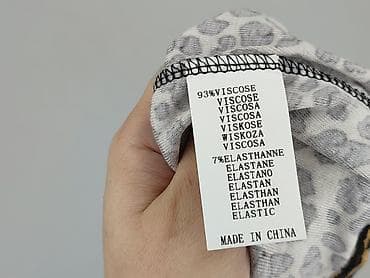 93%VISCOSE
VISCOSE
VISCOSA
VISCOSA
VISKOSE
WISKOZA
VISCOSA
7%ELASTHANNE
ELASTANE
ELASTANO
ELASTAN
ELASTHAN
ELASTHAN
ELASTIC
MADE IN CHINA